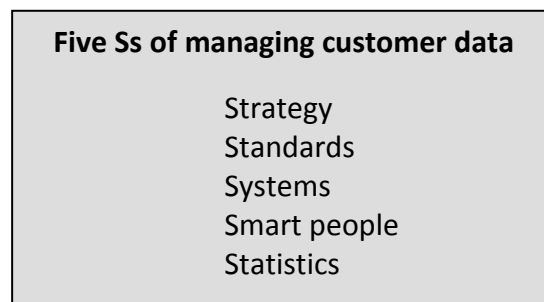 Five Ss of managing customer data
Strategy
Standards
Systems
Smart people
Statistics